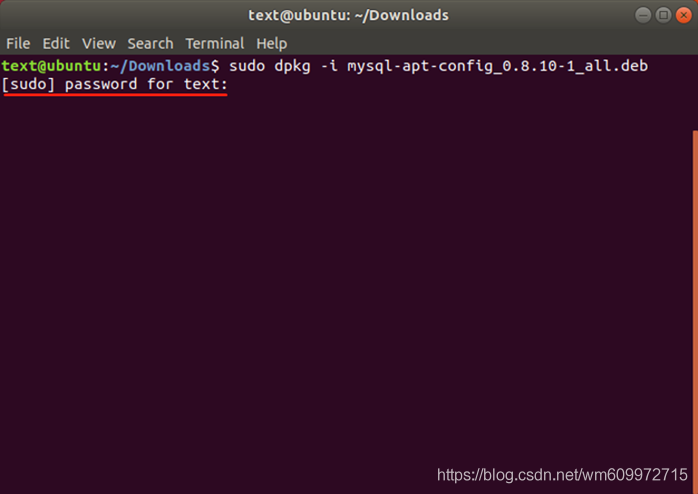 text@ubuntu: ~/Downloads
File Edit View Search Terminal Help
text@ubuntu:~/Downloads$ sudo dpkg -i mysql-apt-config_0.8.10-1_all.deb
[sudo] password for text:
https://blog.csdn.net/wm609972715